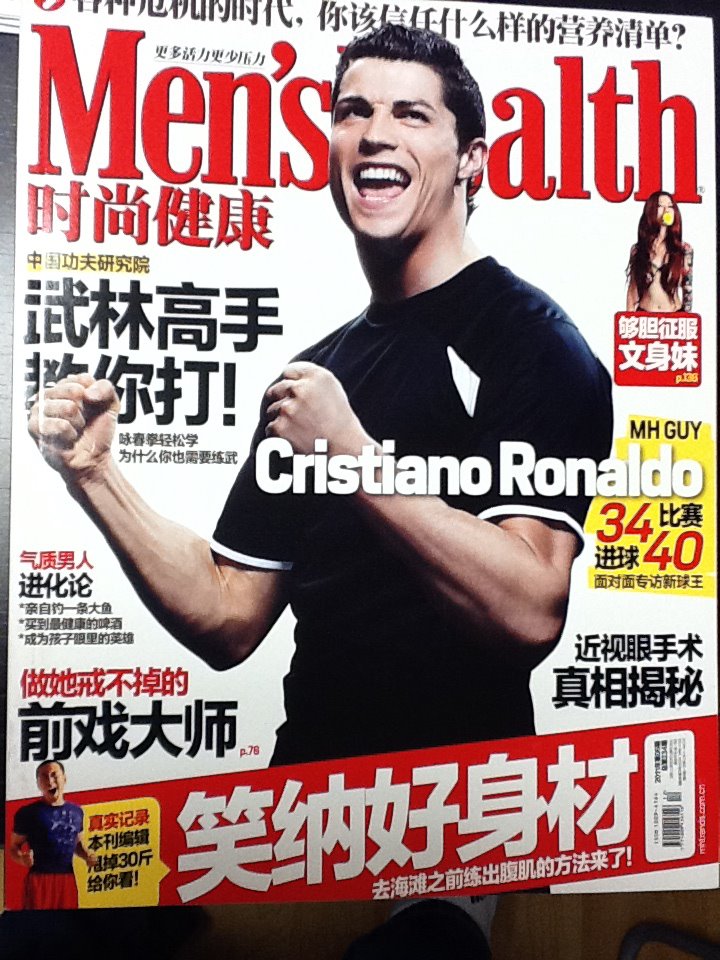 各种危机的时代,你该信任什么样的营养清单?
更多活力更少压力
Men's Health
时尚健康
中国功夫研究院
武林高手
教你打!
咏春拳轻松学
为什么你也需要练武
够胆征服
文身妹
p.138
MH GUY
Cristiano Ronaldo
34比赛
进球40
面对面专访新球王
气质男人
进化论
*亲自钓一条大鱼
*买到最健康的啤酒
*成为孩子眼里的英雄
近视眼手术
真相揭秘
做她戒不掉的
前戏大师
p.78
真实记录
本刊编辑
甩掉30斤
给你看!
笑纳好身材
去海滩之前练出腹肌的方法来了!
mhtrends.com.cn